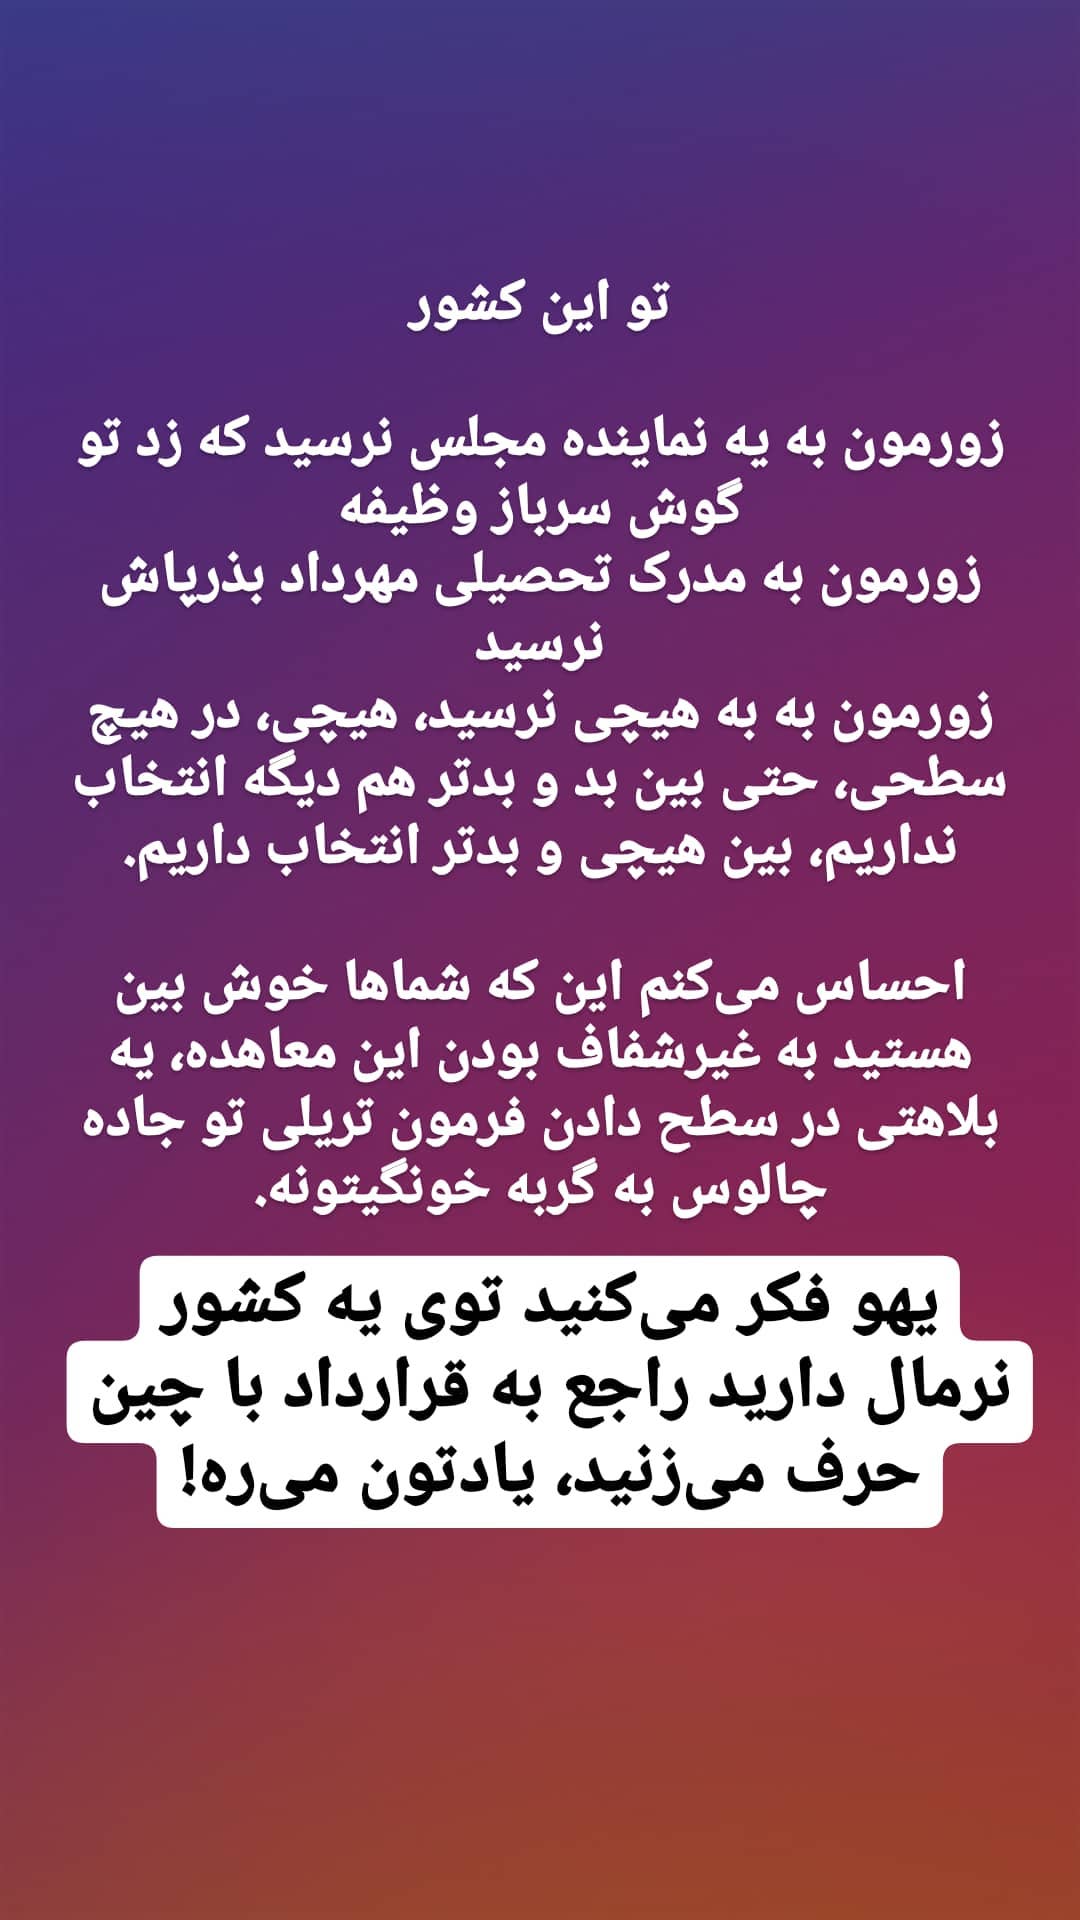 تو این کشور
زورمون به یه نماینده مجلس نرسید که زد تو
گوش سرباز وظیفه
زورمون به مدرک تحصیلی مهرداد بذرپاش
نرسید
زورمون به به هیچی نرسید، هیچی، در هیچ
سطحی، حتی بین بد و بدتر هم دیگه انتخاب
نداریم، بین هیچی و بدتر انتخاب داریم.
احساس می‌کنم این که شماها خوش بین
هستید به غیرشفاف بودن این معاهده، یه
بلاهتی در سطح دادن فرمون تریلی تو جاده
چالوس به گربه خونگیتونه.
یهو فکر می‌کنید توی یه کشور
نرمال دارید راجع به قرارداد با چین
حرف می‌زنید، یادتون می‌ره!